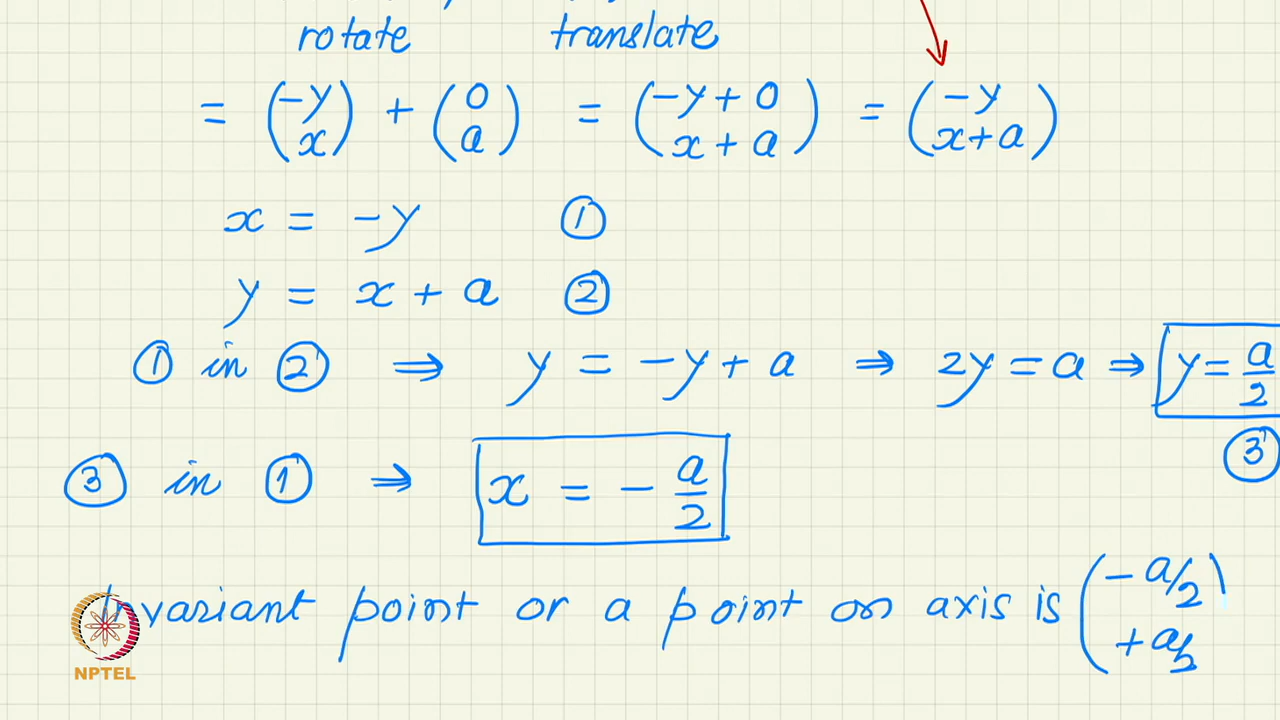 rotate translate
= (-y x) + (0 a) = (-y + 0 x + a) = (-y x+a)
x = -y ①
y = x + a ②
① in ② ⇒ y = -y + a ⇒ 2y = a ⇒ y = a/2
③
③ in ① ⇒ x = - a/2
Invariant point or a point on axis is (-a/2 +a/2)
NPTEL